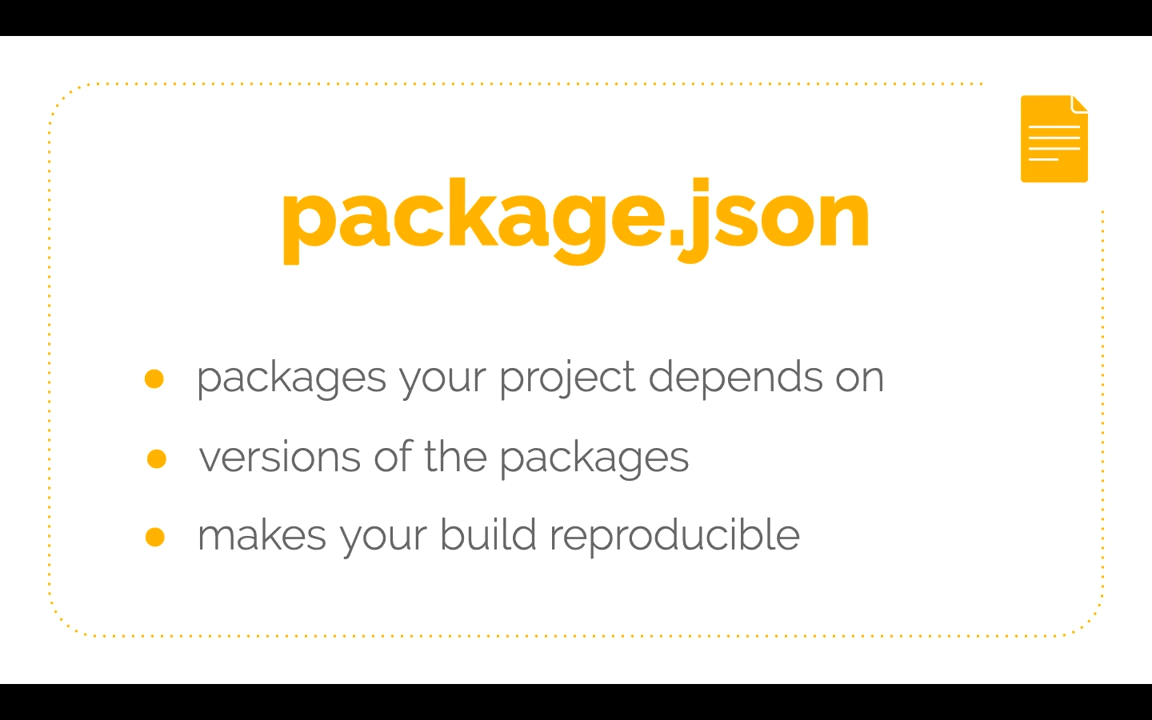 package.json
packages your project depends on
versions of the packages
makes your build reproducible